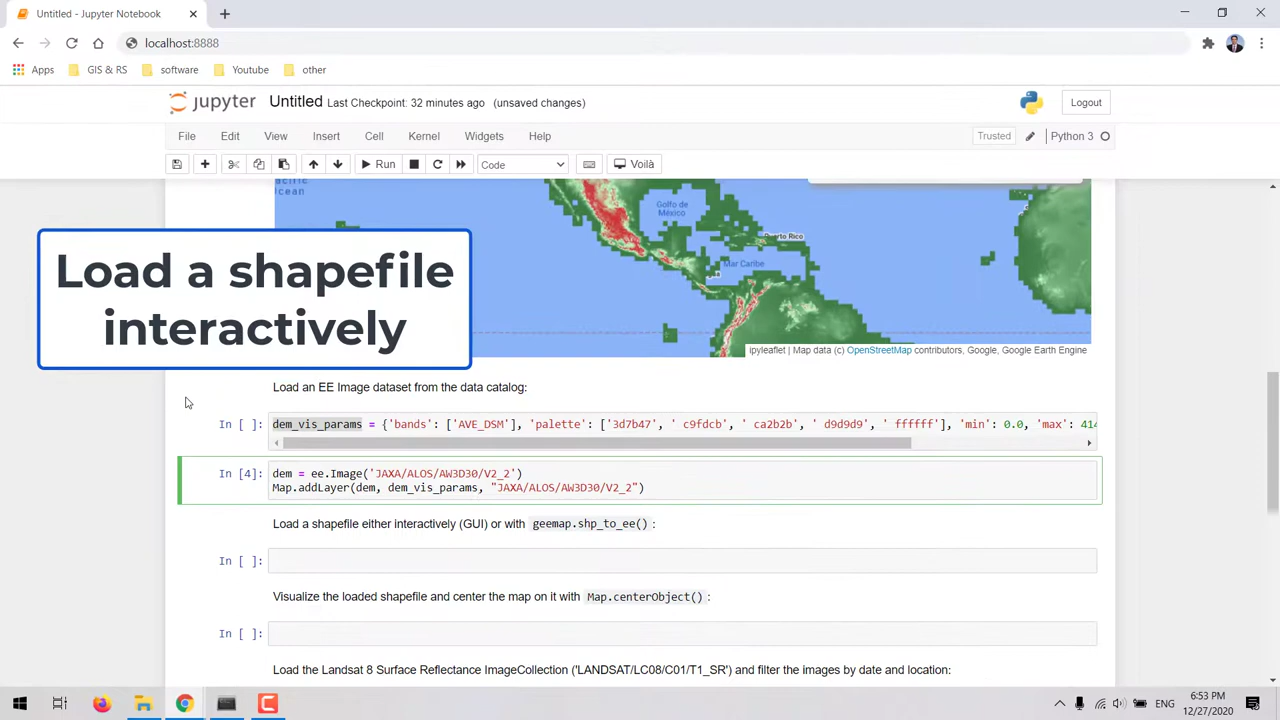 Untitled - Jupyter Notebook
localhost:8888
Apps GIS & RS software Youtube other
jupyter Untitled Last Checkpoint: 32 minutes ago (unsaved changes) Logout
File Edit View Insert Cell Kernel Widgets Help Trusted Python 3
Run Code Voilà
Ocean
Golfo de
México
Puerto Rico
Mar Caribe
ipyleaflet | Map data (c) OpenStreetMap contributors, Google, Google Earth Engine
Load a shapefile
interactively
Load an EE Image dataset from the data catalog:
In [ ]: dem_vis_params = {'bands': ['AVE_DSM'], 'palette': ['3d7b47', ' c9fdcb', ' ca2b2b', ' d9d9d9', ' ffffff'], 'min': 0.0, 'max': 414
In [4]: dem = ee.Image('JAXA/ALOS/AW3D30/V2_2')
Map.addLayer(dem, dem_vis_params, "JAXA/ALOS/AW3D30/V2_2")
Load a shapefile either interactively (GUI) or with geemap.shp_to_ee() :
In [ ]:
Visualize the loaded shapefile and center the map on it with Map.centerObject() :
In [ ]:
Load the Landsat 8 Surface Reflectance ImageCollection ('LANDSAT/LC08/C01/T1_SR') and filter the images by date and location:
ENG
6:53 PM
12/27/2020